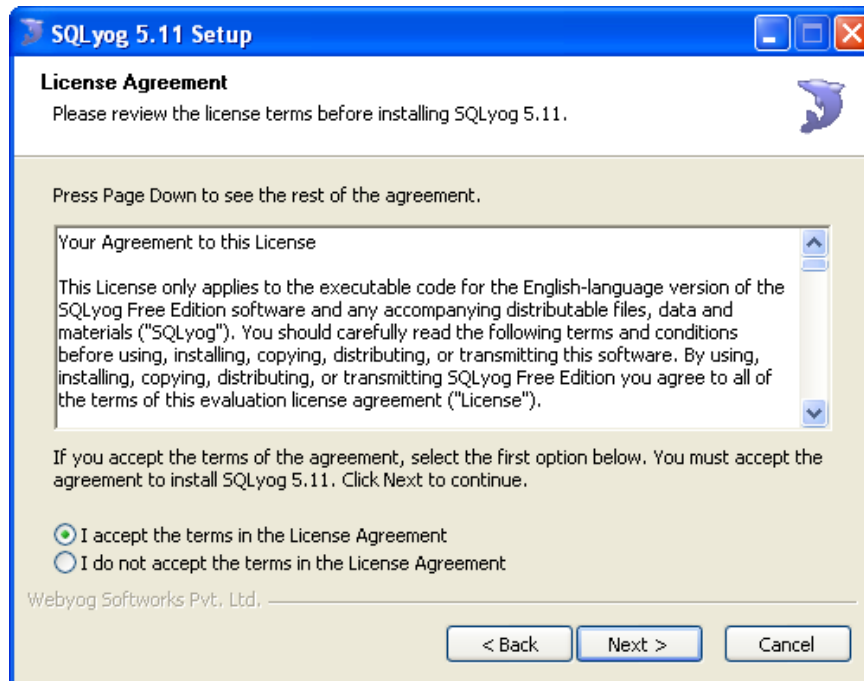 SQLyog 5.11 Setup
License Agreement
Please review the license terms before installing SQLyog 5.11.
Press Page Down to see the rest of the agreement.
Your Agreement to this License
This License only applies to the executable code for the English-language version of the
SQLyog Free Edition software and any accompanying distributable files, data and
materials ("SQLyog"). You should carefully read the following terms and conditions
before using, installing, copying, distributing, or transmitting this software. By using,
installing, copying, distributing, or transmitting SQLyog Free Edition you agree to all of
the terms of this evaluation license agreement ("License").
If you accept the terms of the agreement, select the first option below. You must accept the
agreement to install SQLyog 5.11. Click Next to continue.
I accept the terms in the License Agreement
I do not accept the terms in the License Agreement
Webyog Softworks Pvt. Ltd.
< Back Next > Cancel